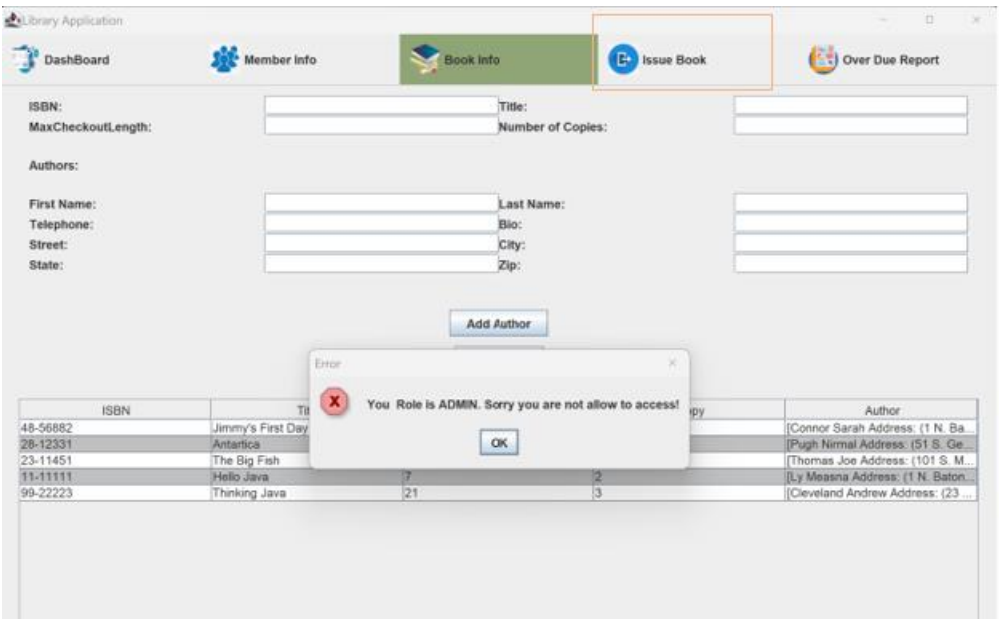 Library Application
DashBoard Member Info Book Info Issue Book Over Due Report
ISBN: Title:
MaxCheckoutLength: Number of Copies:
Authors:
First Name: Last Name:
Telephone: Bio:
Street: City:
State: Zip:
Add Author
Error
You Role is ADMIN. Sorry you are not allow to access!
OK
ISBN Author
48-56882 Jimmy's First Day [Connor Sarah Address: (1 N. Ba...
28-12331 Antartica [Pugh Nirmal Address: (51 S. Ge...
23-11451 The Big Fish [Thomas Joe Address: (101 S. M...
11-11111 Hello Java 7 2 [Ly Measna Address: (1 N. Baton...
99-22223 Thinking Java 21 3 [Cleveland Andrew Address: (23 ...